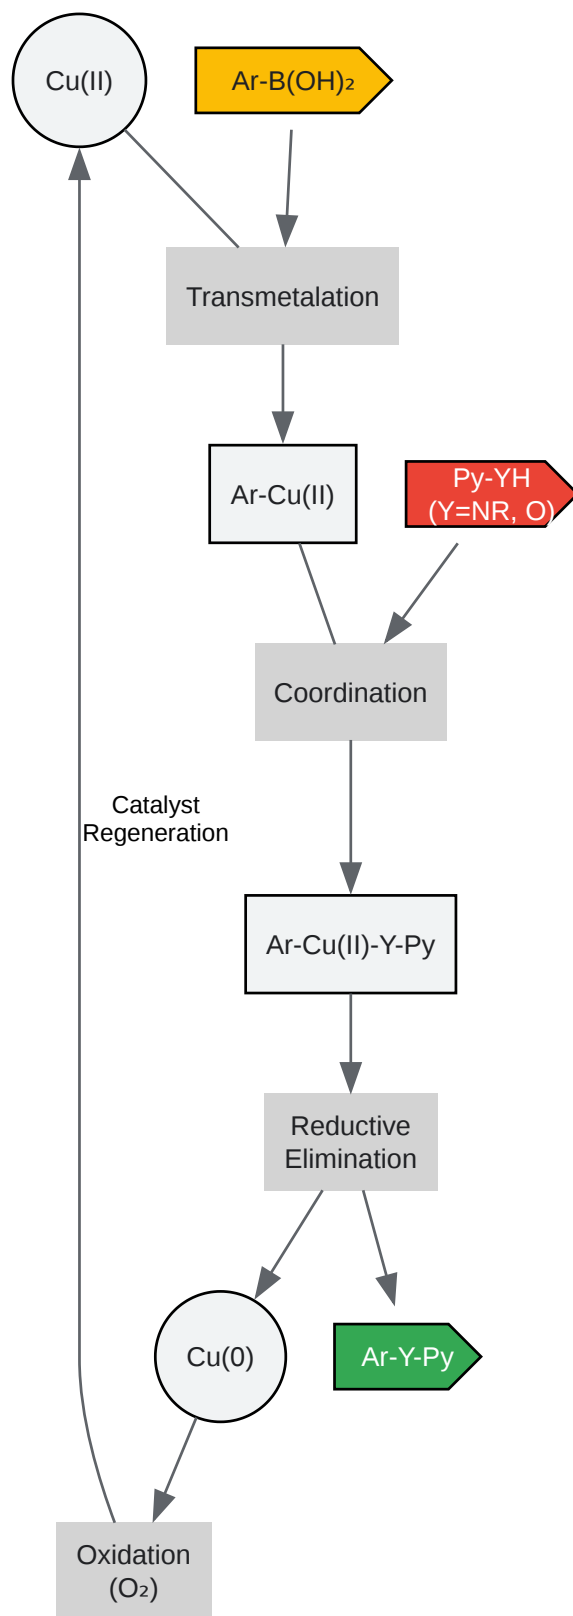 Cu(II)
Ar-B(OH)₂
Transmetalation
Ar-Cu(II)
Py-YH
(Y=NR, O)
Coordination
Catalyst
Regeneration
Ar-Cu(II)-Y-Py
Reductive
Elimination
Cu(0)
Ar-Y-Py
Oxidation
(O₂)